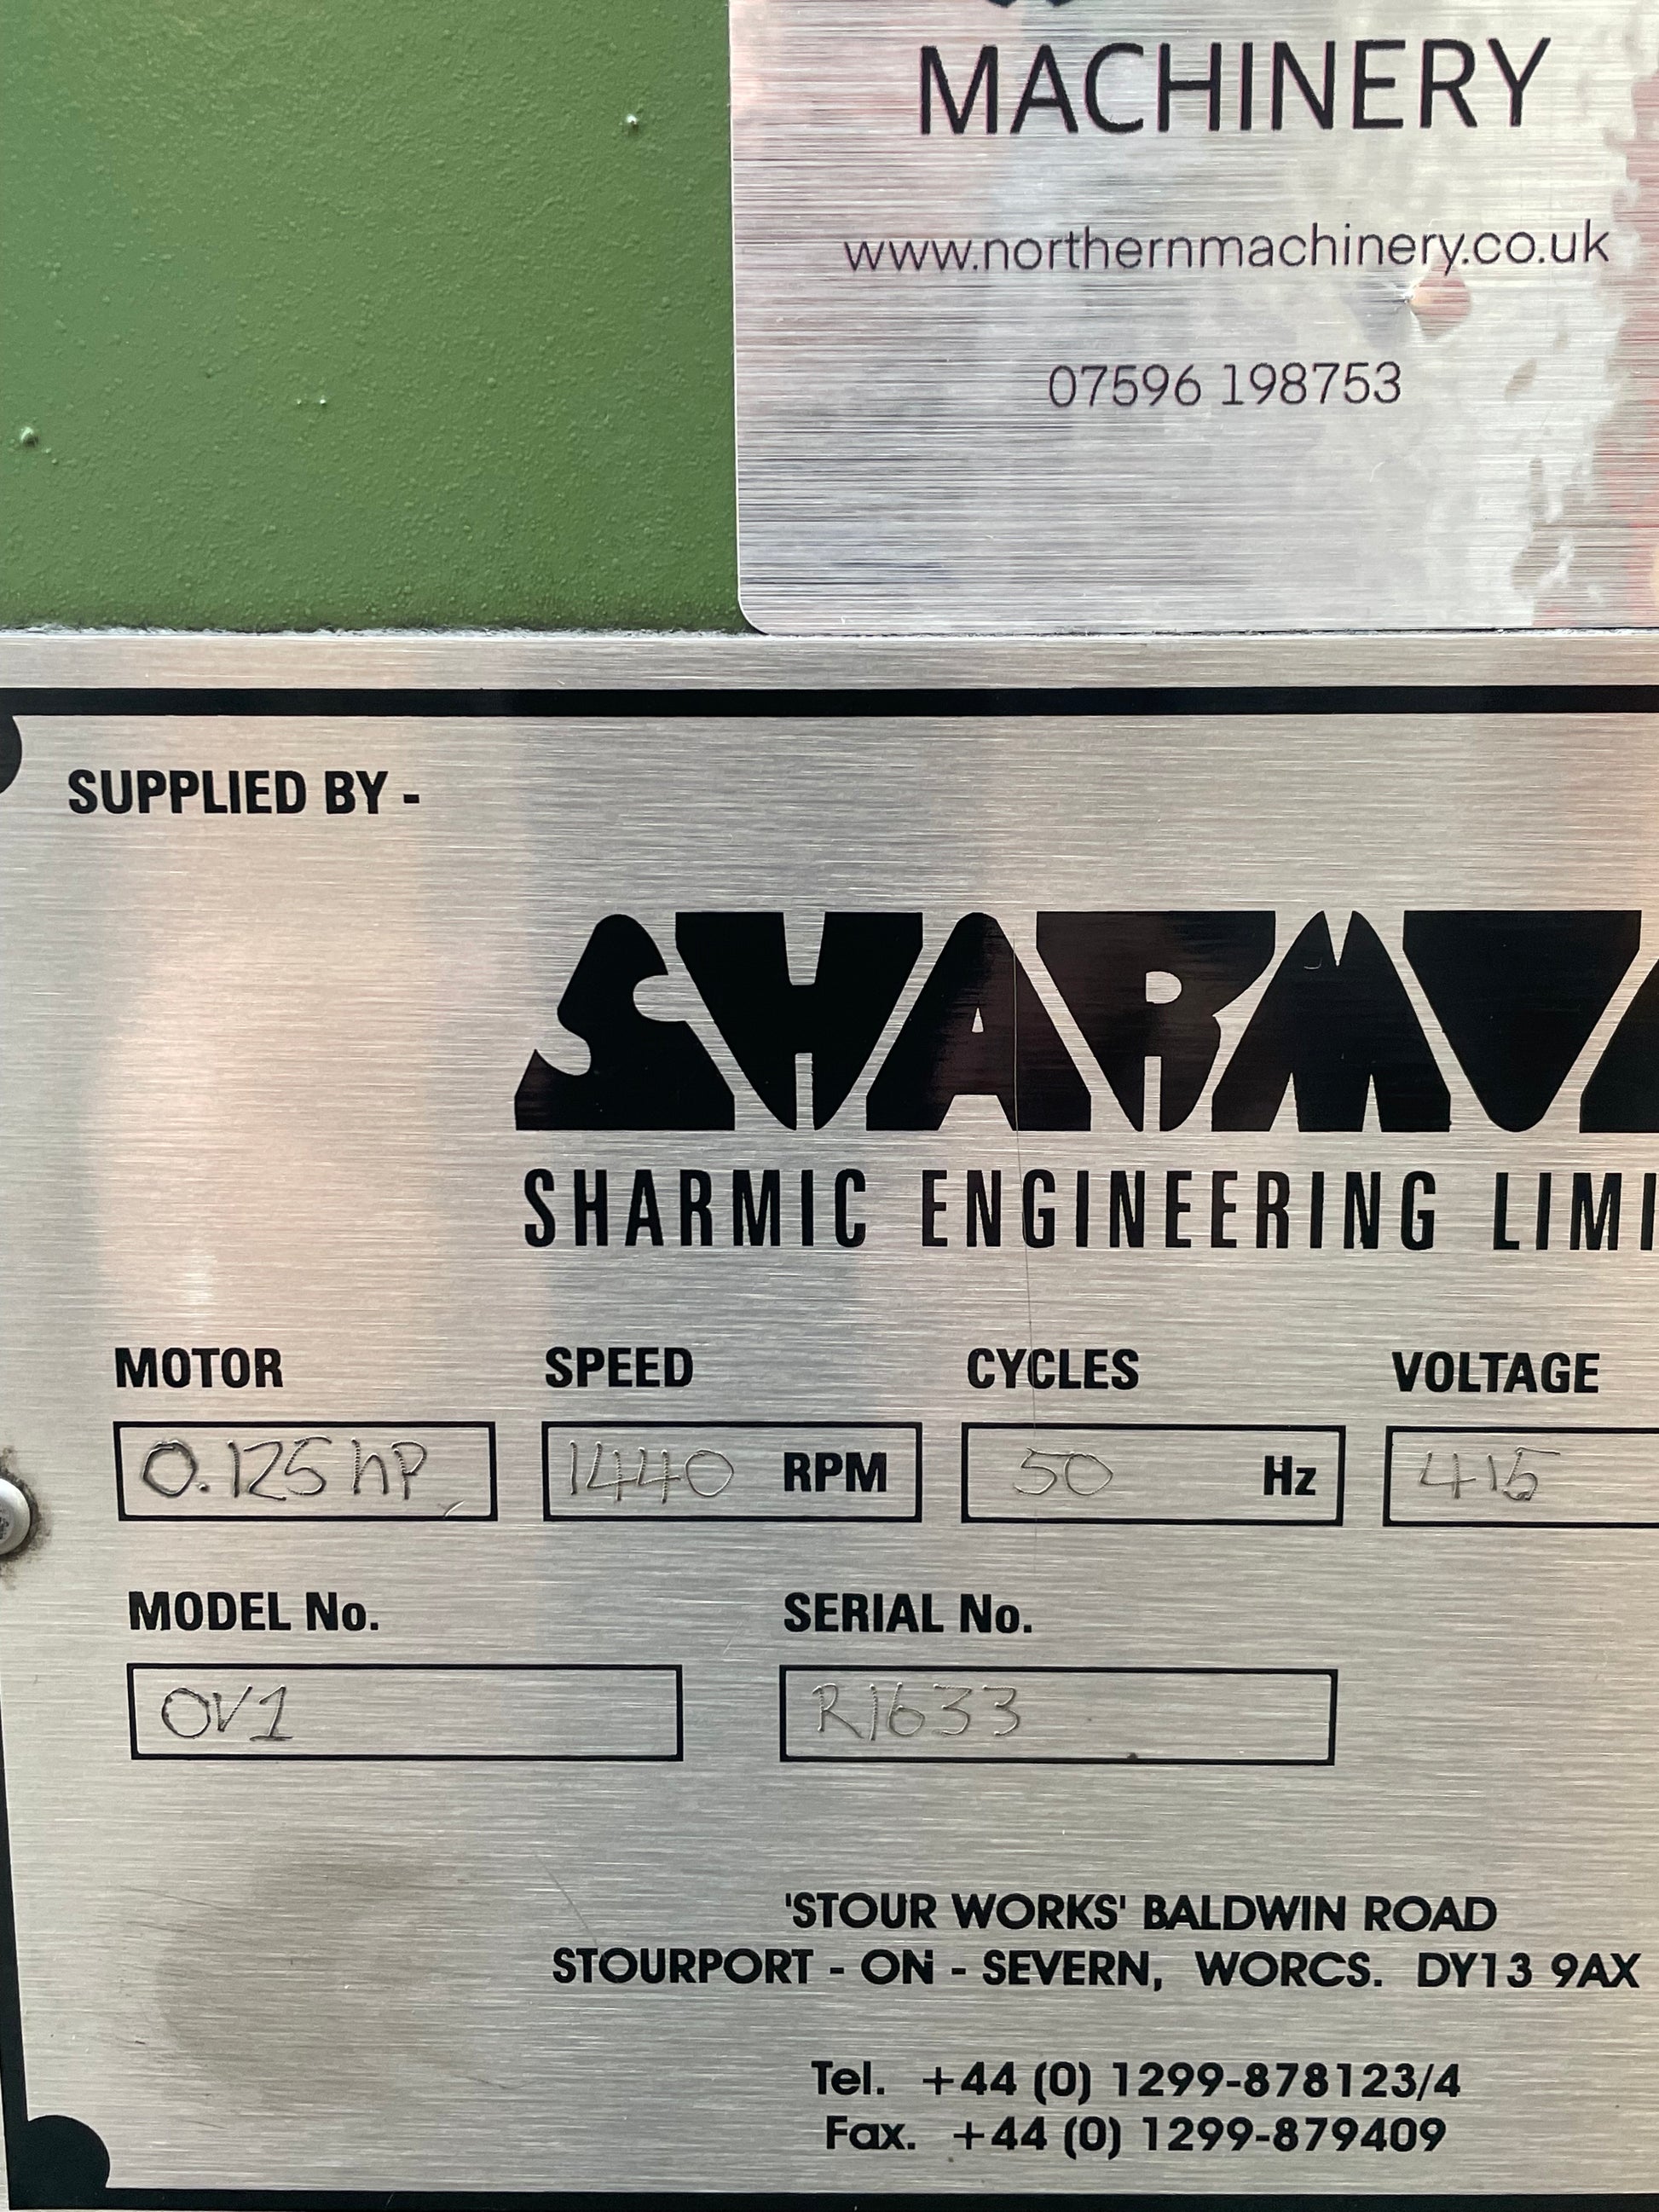 MACHINERY
www.northernmachinery.co.uk
07596 198753
SUPPLIED BY -
SHARMIC ENGINEERING LIMI
MOTOR SPEED CYCLES VOLTAGE
0.125 hP 1440 RPM 50 Hz 415
MODEL No. SERIAL No.
OV1 R1633
'STOUR WORKS' BALDWIN ROAD
STOURPORT - ON - SEVERN, WORCS. DY13 9AX
Tel. +44 (0) 1299-878123/4
Fax. +44 (0) 1299-879409